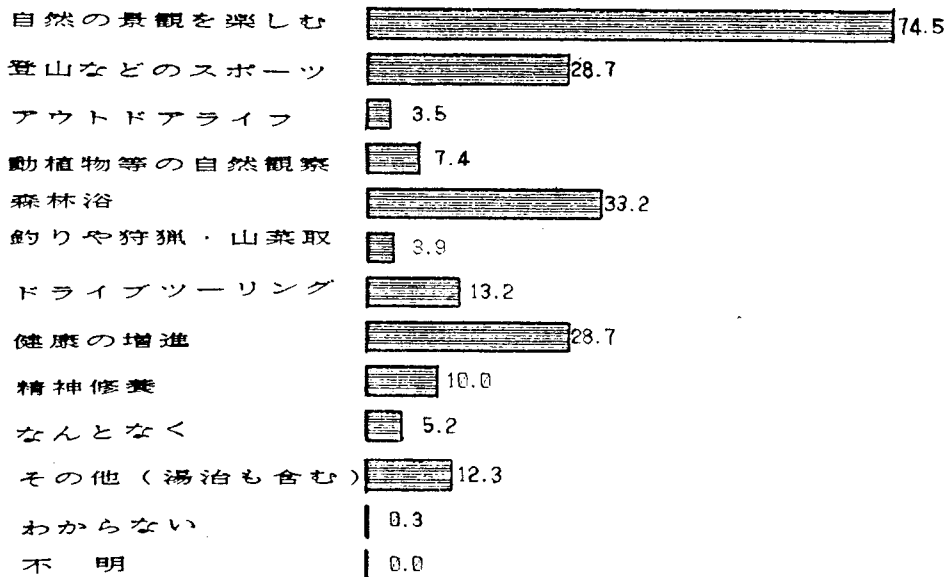 自然の景観を楽しむ 74.5
登山などのスポーツ 28.7
アウトドアライフ 3.5
動植物等の自然観察 7.4
森林浴 33.2
釣りや狩猟・山菜取 3.9
ドライブツーリング 13.2
健康の増進 28.7
精神修養 10.0
なんとなく 5.2
その他(湯治も含む) 12.3
わからない 0.3
不 明 0.0